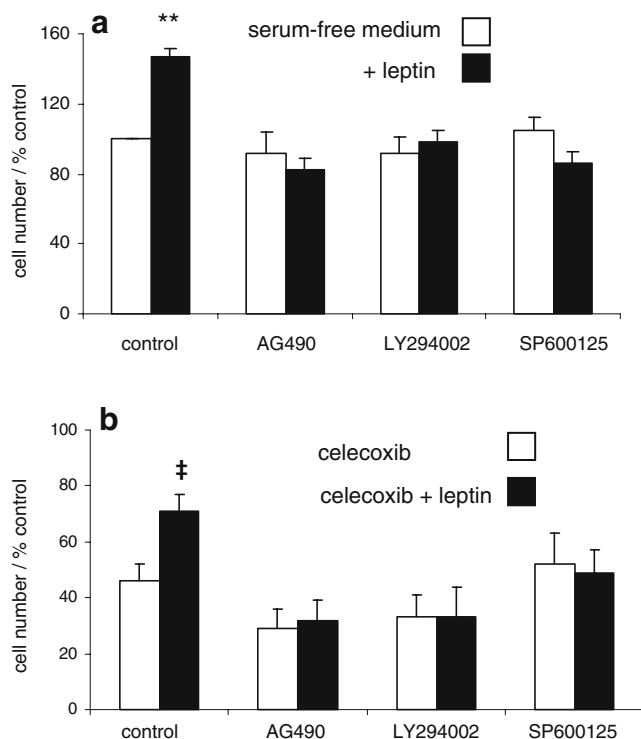 a
serum-free medium
+ leptin
**
cell number / % control
160
120
80
40
0
control AG490 LY294002 SP600125
b
celecoxib
celecoxib + leptin
‡
cell number / % control
100
80
60
40
20
0
control AG490 LY294002 SP600125